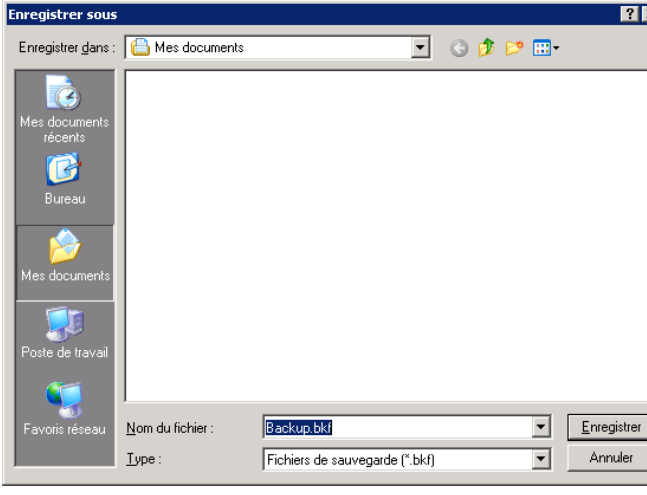 Enregistrer sous
Enregistrer dans : Mes documents
Mes documents
récents
Bureau
Mes documents
Poste de travail
Favoris réseau
Nom du fichier : Backup.bkf Enregistrer
Type : Fichiers de sauvegarde (*.bkf) Annuler